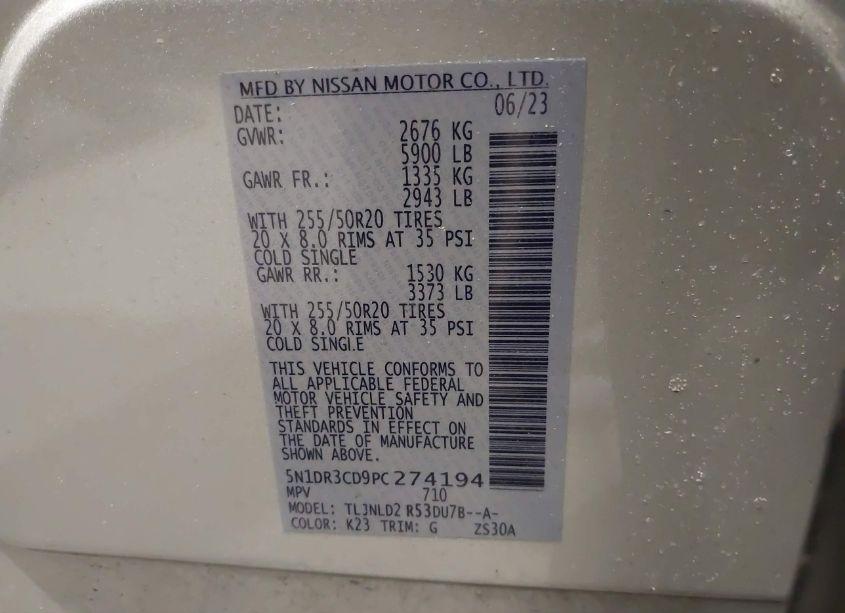 MFD BY NISSAN MOTOR CO., LTD.
DATE: 06/23
GVWR: 2676 KG
5900 LB
GAWR FR.: 1335 KG
2943 LB
WITH 255/50R20 TIRES
20 X 8.0 RIMS AT 35 PSI
COLD SINGLE
GAWR RR.: 1530 KG
3373 LB
WITH 255/50R20 TIRES
20 X 8.0 RIMS AT 35 PSI
COLD SINGLE
THIS VEHICLE CONFORMS TO
ALL APPLICABLE FEDERAL
MOTOR VEHICLE SAFETY AND
THEFT PREVENTION
STANDARDS IN EFFECT ON
THE DATE OF MANUFACTURE
SHOWN ABOVE.
5N1DR3CD9PC274194
MPV 710
MODEL: TLJNLD2 R53DU7B--A-
COLOR: K23 TRIM: G ZS30A